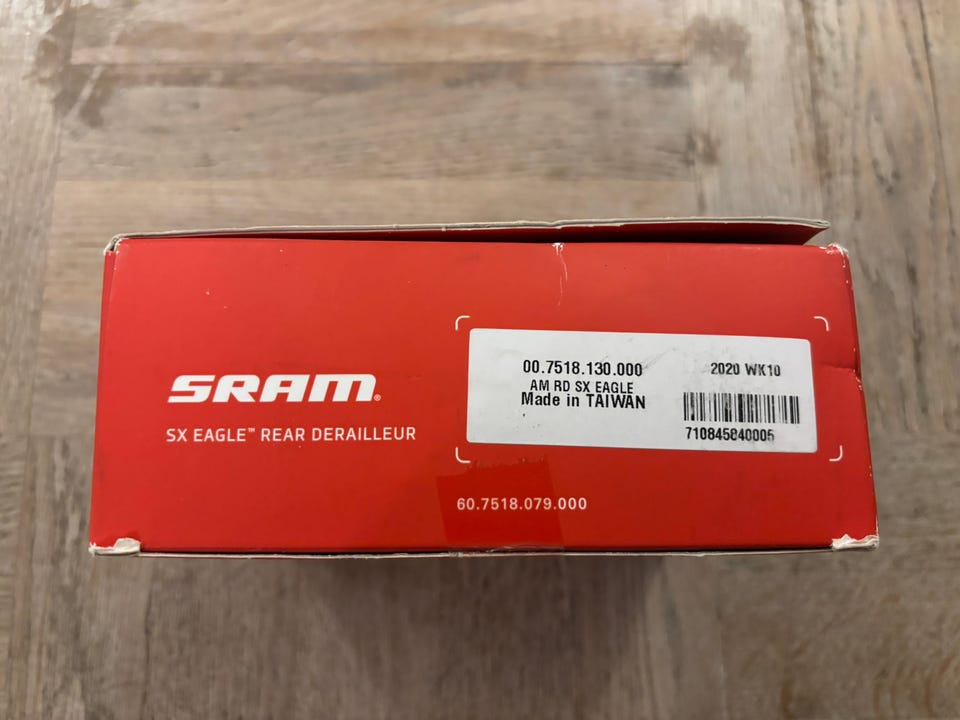 SRAM®
SX EAGLE™ REAR DERAILLEUR
00.7518.130.000
AM RD SX EAGLE
Made in TAIWAN
2020 WK10
710845840005
60.7518.079.000